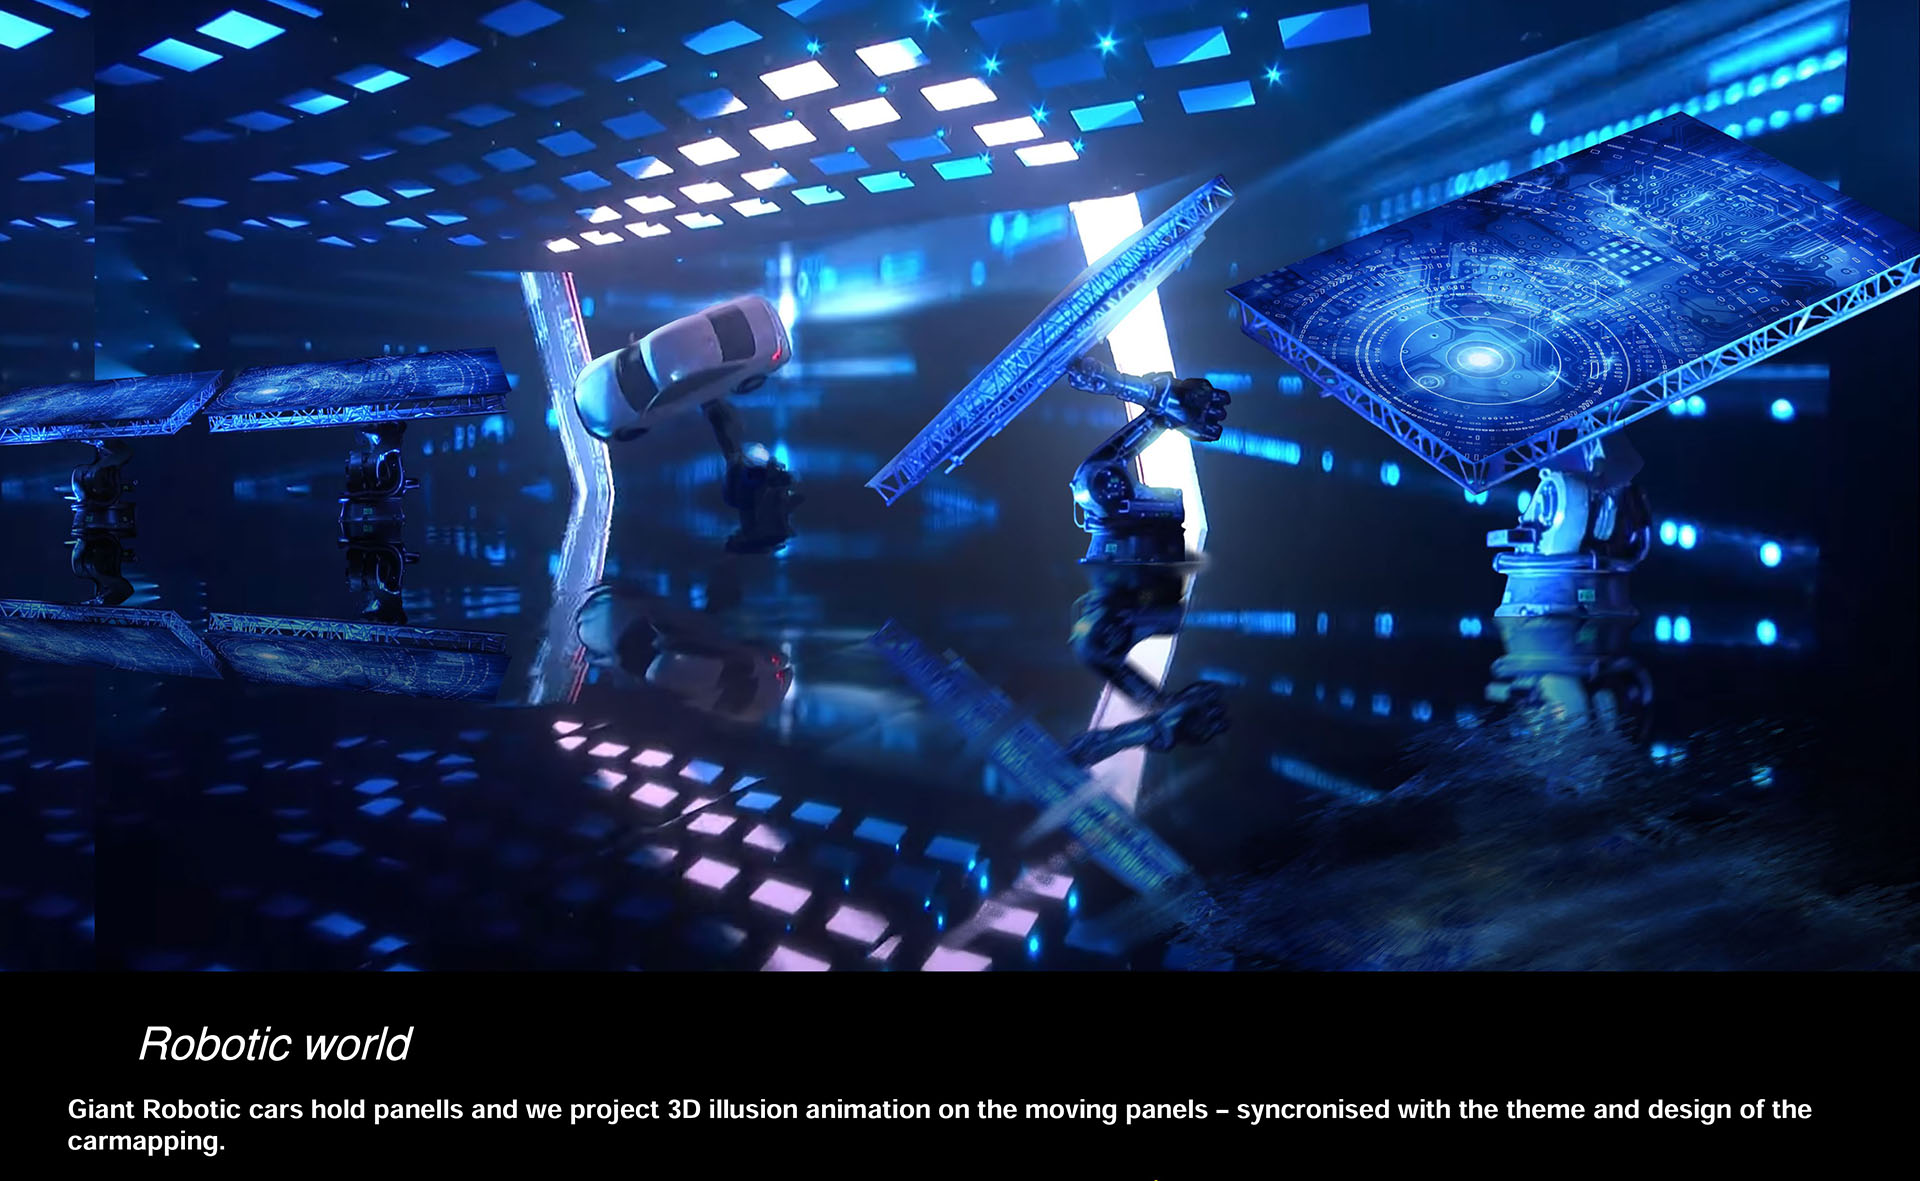 Robotic world
Giant Robotic cars hold panells and we project 3D illusion animation on the moving panels – syncronised with the theme and design of the
carmapping.